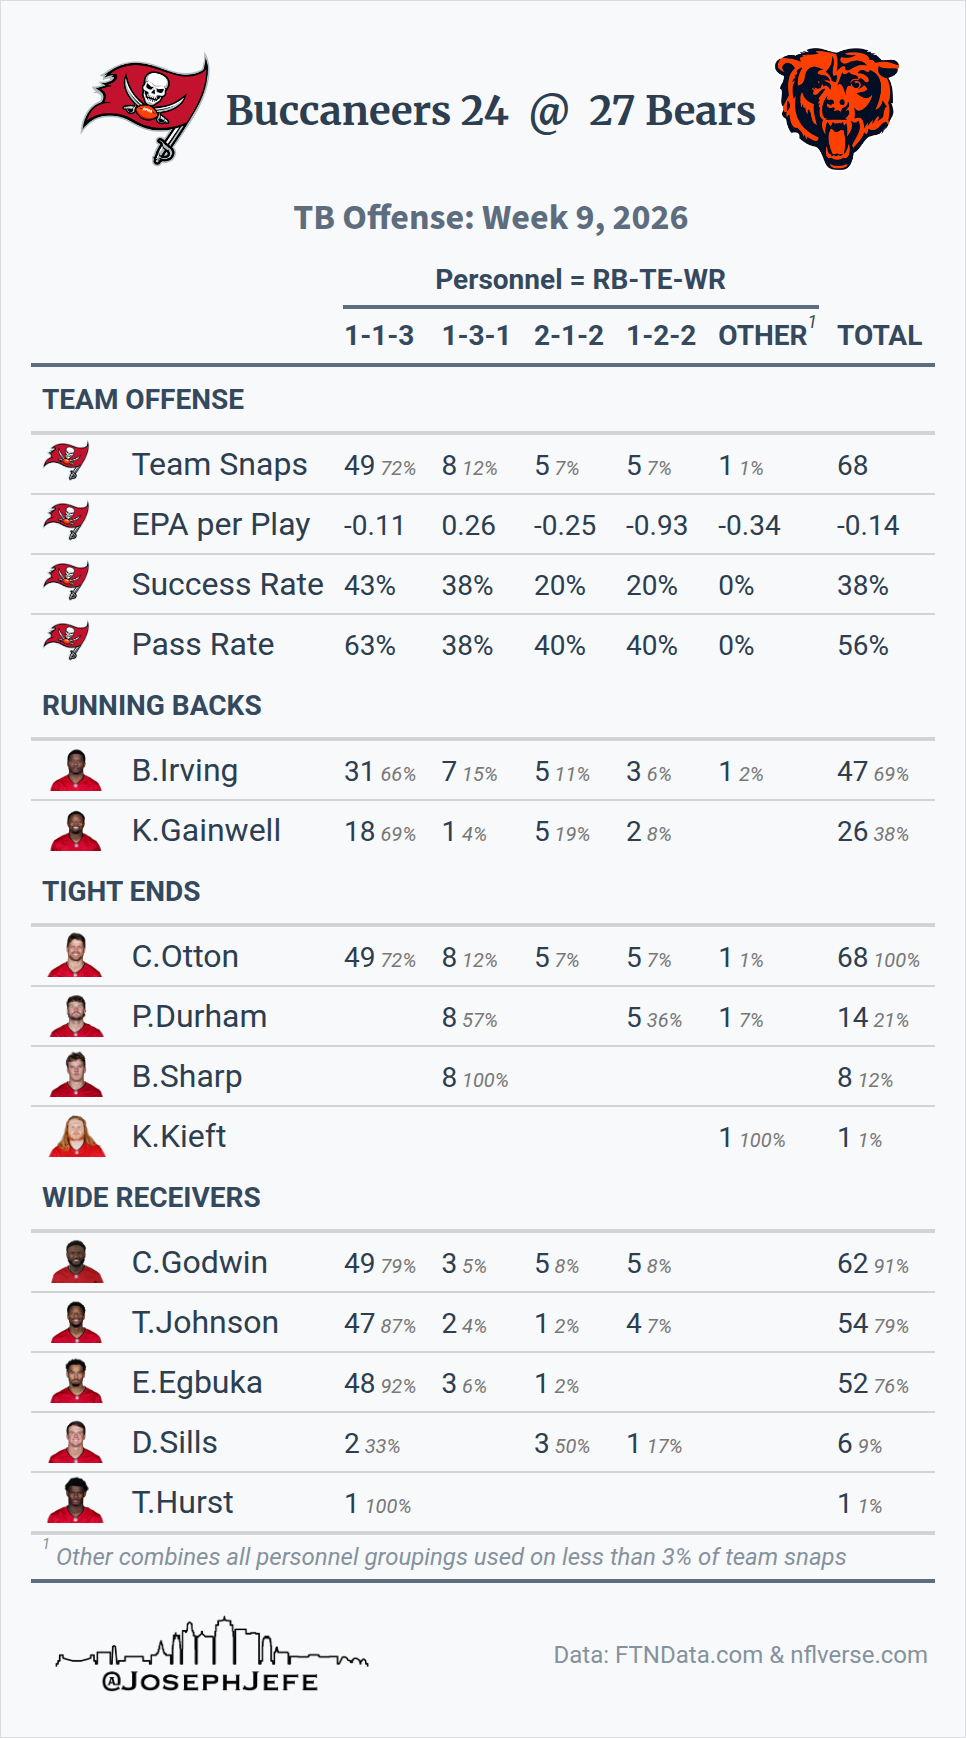 Buccaneers 24 @ 27 Bears
TB Offense: Week 9, 2026
Personnel = RB-TE-WR
1-1-3 1-3-1 2-1-2 1-2-2 OTHER1 TOTAL
TEAM OFFENSE
Team Snaps 49 72% 8 12% 5 7% 5 7% 1 1% 68
EPA per Play -0.11 0.26 -0.25 -0.93 -0.34 -0.14
Success Rate 43% 38% 20% 20% 0% 38%
Pass Rate 63% 38% 40% 40% 0% 56%
RUNNING BACKS
B.Irving 31 66% 7 15% 5 11% 3 6% 1 2% 47 69%
K.Gainwell 18 69% 1 4% 5 19% 2 8% 26 38%
TIGHT ENDS
C.Otton 49 72% 8 12% 5 7% 5 7% 1 1% 68 100%
P.Durham 8 57% 5 36% 1 7% 14 21%
B.Sharp 8 100% 8 12%
K.Kieft 1 100% 1 1%
WIDE RECEIVERS
C.Godwin 49 79% 3 5% 5 8% 5 8% 62 91%
T.Johnson 47 87% 2 4% 1 2% 4 7% 54 79%
E.Egbuka 48 92% 3 6% 1 2% 52 76%
D.Sills 2 33% 3 50% 1 17% 6 9%
T.Hurst 1 100% 1 1%
1 Other combines all personnel groupings used on less than 3% of team snaps
@JOSEPHJEFE
Data: FTNData.com & nflverse.com